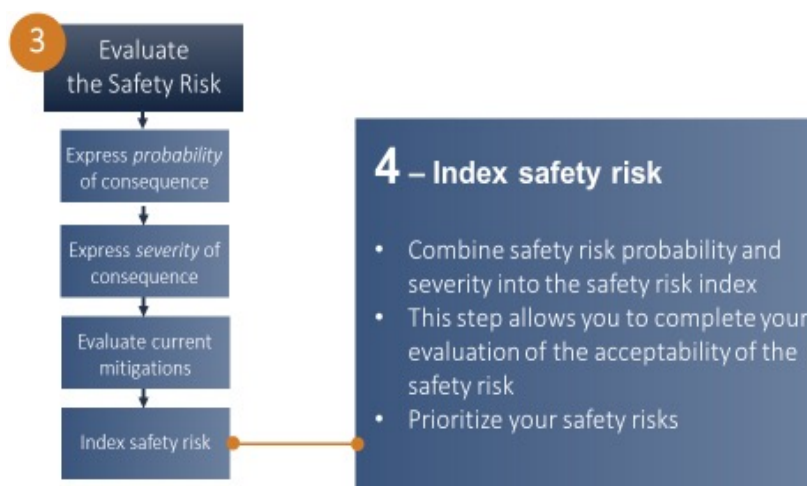 3
Evaluate
the Safety Risk
Express probability
of consequence
Express severity of
consequence
Evaluate current
mitigations
Index safety risk
4 – Index safety risk
• Combine safety risk probability and
severity into the safety risk index
• This step allows you to complete your
evaluation of the acceptability of the
safety risk
• Prioritize your safety risks